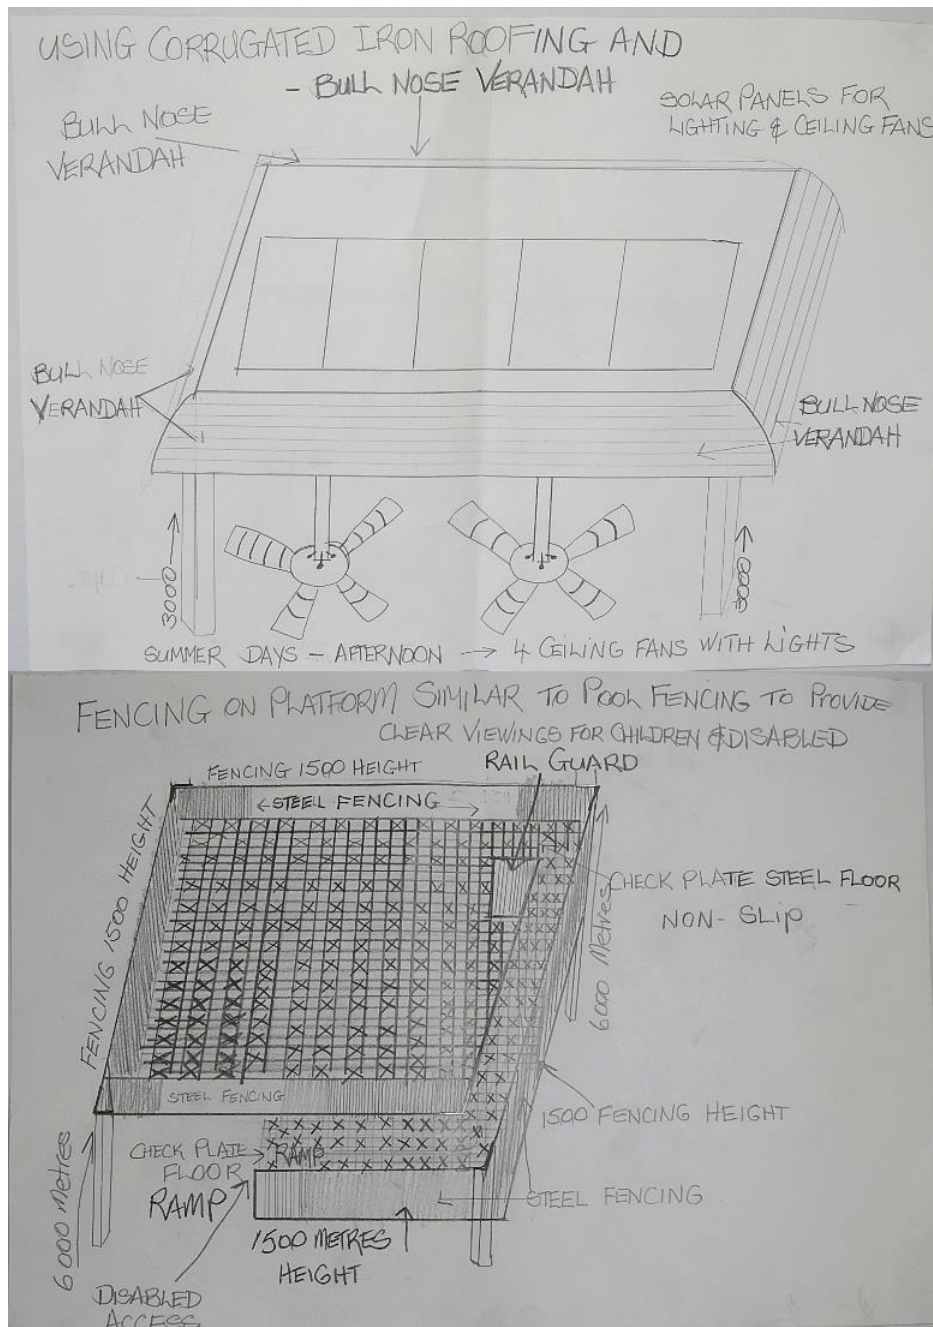 USING CORRUGATED IRON ROOFING AND
- BULL NOSE VERANDAH
SOLAR PANELS FOR
LIGHTING & CEILING FANS
BULL NOSE
VERANDAH
BULL NOSE
VERANDAH
BULL NOSE
VERANDAH
3000
3000
SUMMER DAYS - AFTERNOON → 4 CEILING FANS WITH LIGHTS
FENCING ON PLATFORM SIMILAR TO POOL FENCING TO PROVIDE
CLEAR VIEWINGS FOR CHILDREN & DISABLED
RAIL GUARD
FENCING 1500 HEIGHT
STEEL FENCING
FENCING 1500 HEIGHT
CHECK PLATE STEEL FLOOR
NON-SLIP
6000 Metres
STEEL FENCING
1500 FENCING HEIGHT
CHECK PLATE
FLOOR
RAMP
RAMP
STEEL FENCING
6000 Metres
1500 METRES
HEIGHT
DISABLED
ACCESS